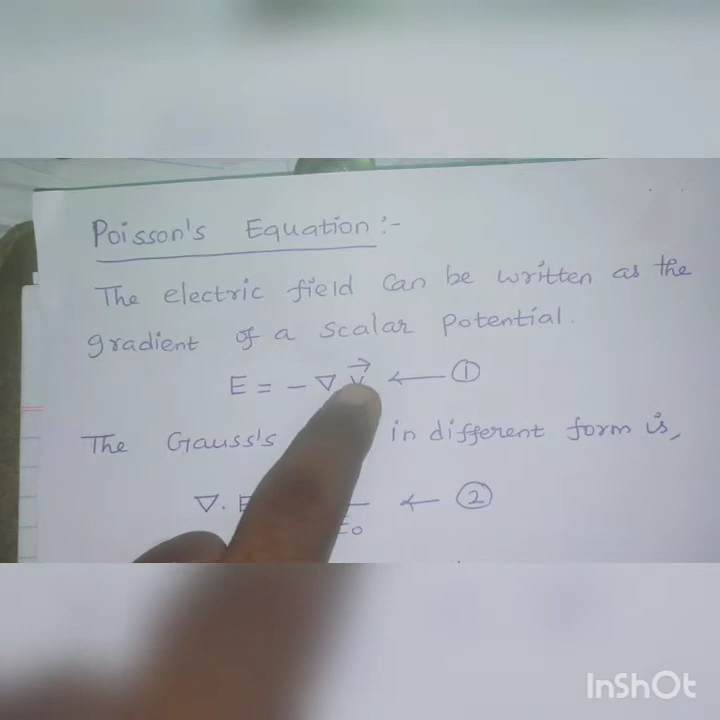 Poisson's Equation :-
The electric field can be written as the
gradient of a scalar potential.
E = - ∇ V⃗ ← ①
The Gauss's in different form is,
∇. E ← ②
InShOt